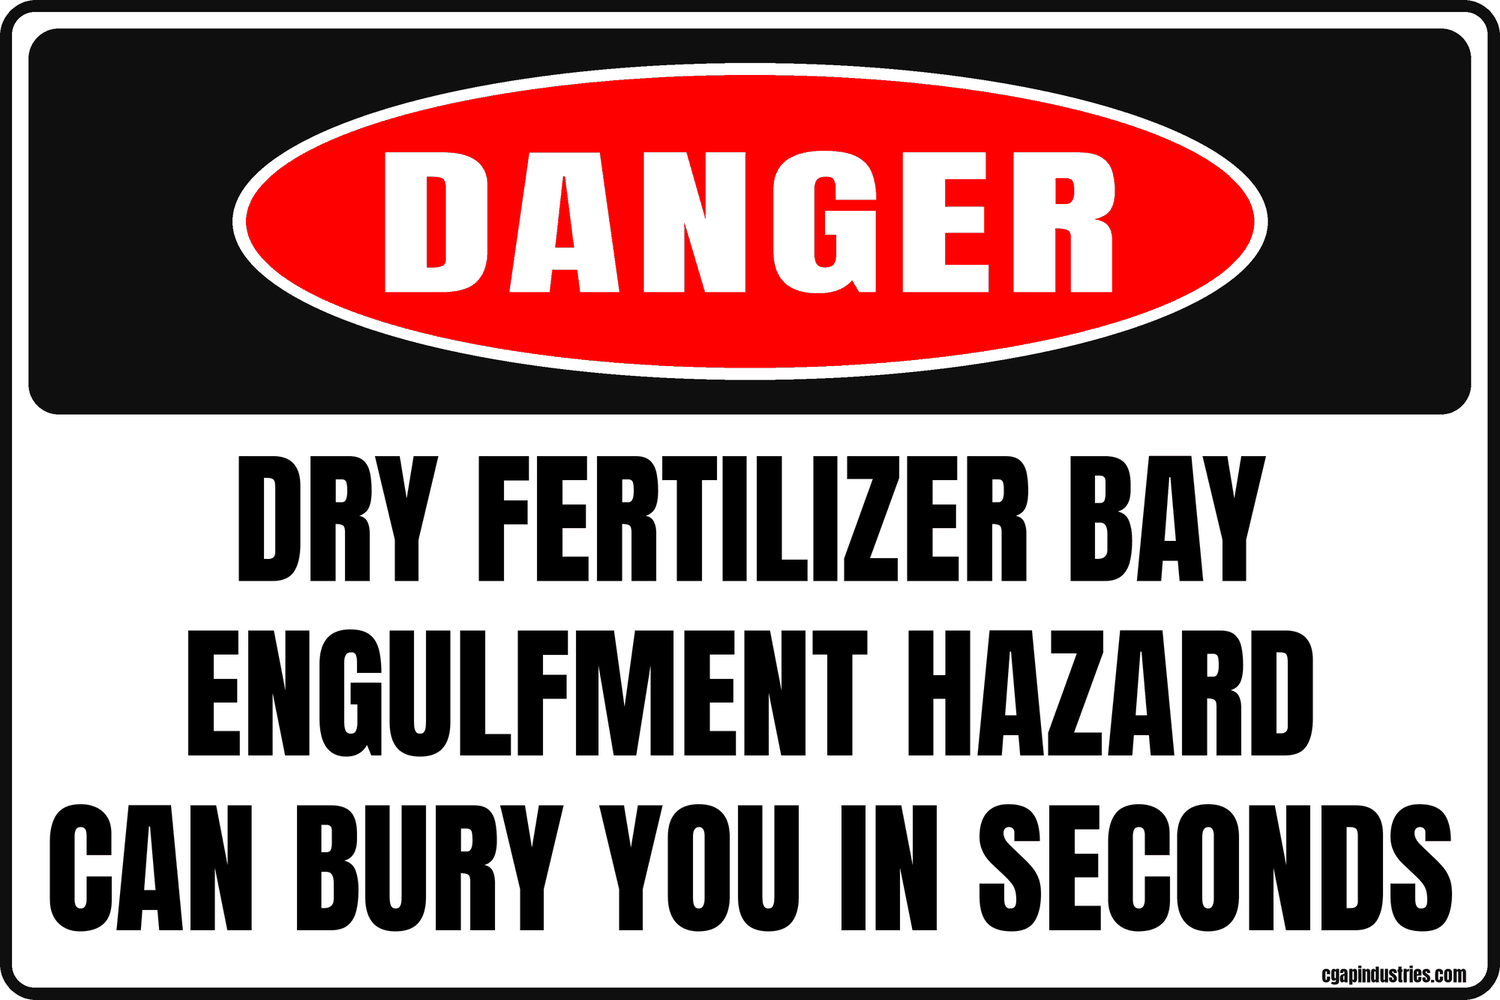 DANGER
DRY FERTILIZER BAY
ENGULFMENT HAZARD
CAN BURY YOU IN SECONDS
cgapindustries.com